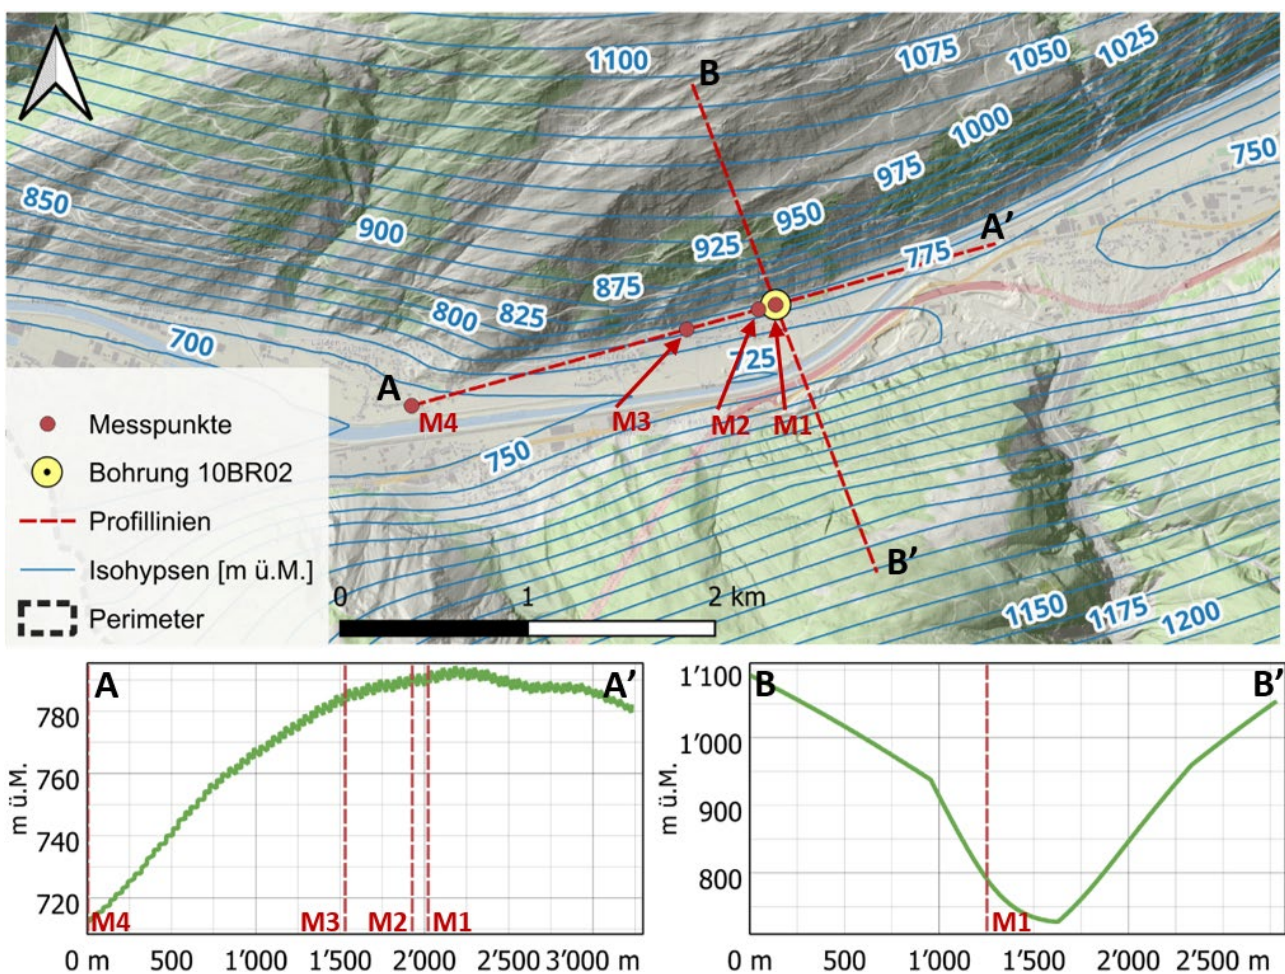 1100
B
1075
1050
1025
1000
750
975
850
950
900
925
A'
775
875
800
825
700
725
A
M4
M3
M2
M1
750
B'
Messpunkte
Bohrung 10BR02
Profillinien
Isohypsen [m ü.M.]
Perimeter
0
1
2 km
1150
1175
1200
A
A'
780
760
740
720
m ü.M.
M4
M3
M2
M1
0 m
500
1'000
1'500
2'000
2'500
3'000 m
B
B'
1'100
1'000
900
800
m ü.M.
M1
0 m
500
1'000
1'500
2'000
2'500 m